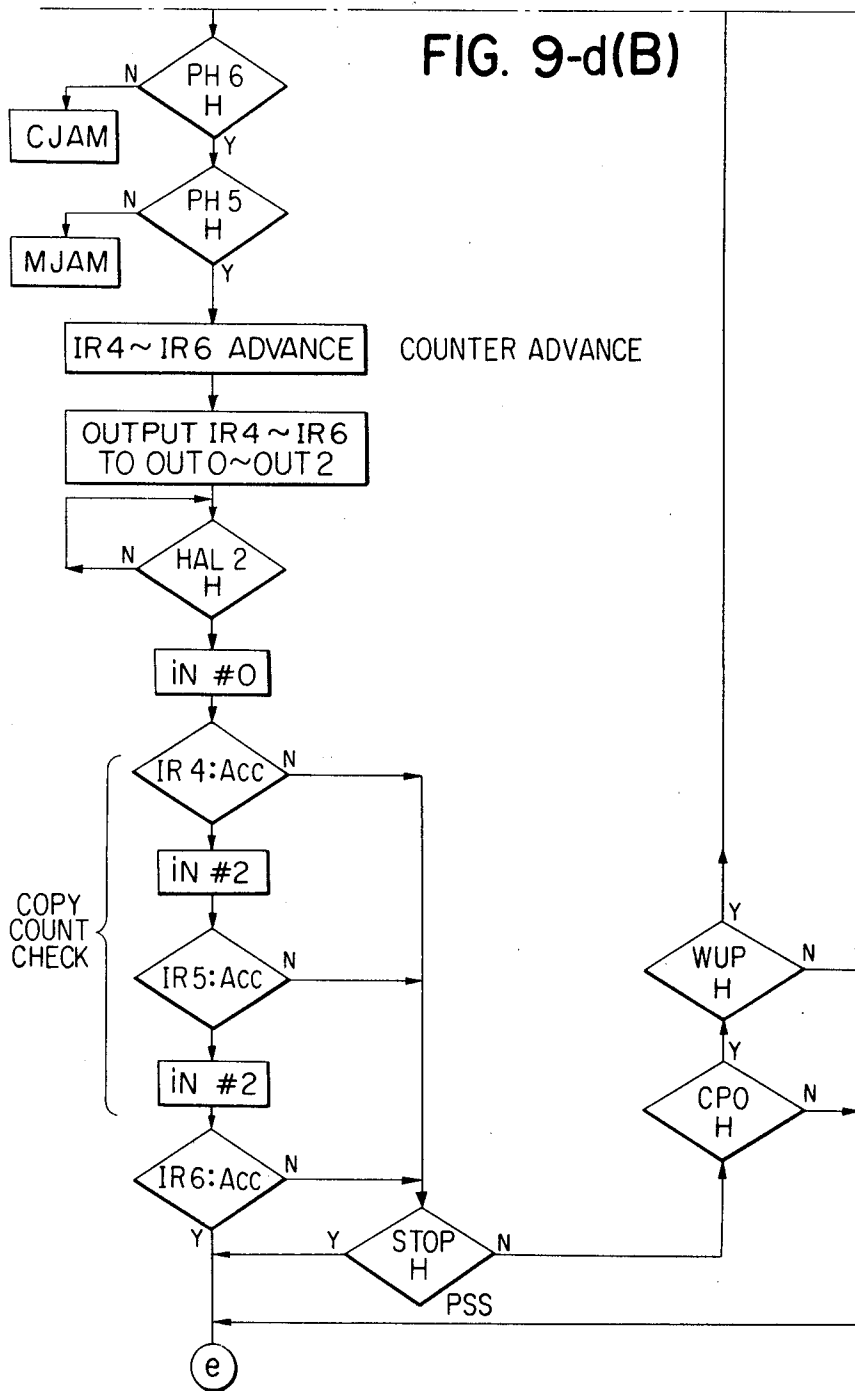 FIG. 9-d(B)
PH 6
H
N
Y
CJAM
PH 5
H
N
Y
MJAM
IR4~IR6 ADVANCE
COUNTER ADVANCE
OUTPUT IR4~IR6
TO OUT0~OUT2
HAL 2
H
N
iN #0
IR4:Acc
N
iN #2
COPY
COUNT
CHECK
IR5:Acc
N
iN #2
IR6:Acc
N
Y
STOP
H
Y
N
PSS
WUP
H
Y
N
CPO
H
Y
N
e